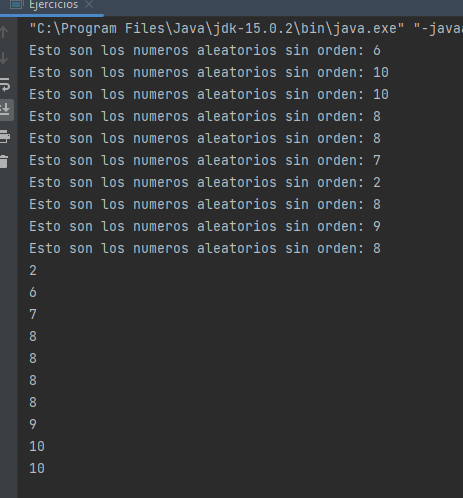 Ejercicios
"C:\Program Files\Java\jdk-15.0.2\bin\java.exe" "-javaa
Esto son los numeros aleatorios sin orden: 6
Esto son los numeros aleatorios sin orden: 10
Esto son los numeros aleatorios sin orden: 10
Esto son los numeros aleatorios sin orden: 8
Esto son los numeros aleatorios sin orden: 8
Esto son los numeros aleatorios sin orden: 7
Esto son los numeros aleatorios sin orden: 2
Esto son los numeros aleatorios sin orden: 8
Esto son los numeros aleatorios sin orden: 9
Esto son los numeros aleatorios sin orden: 8
2
6
7
8
8
8
8
9
10
10